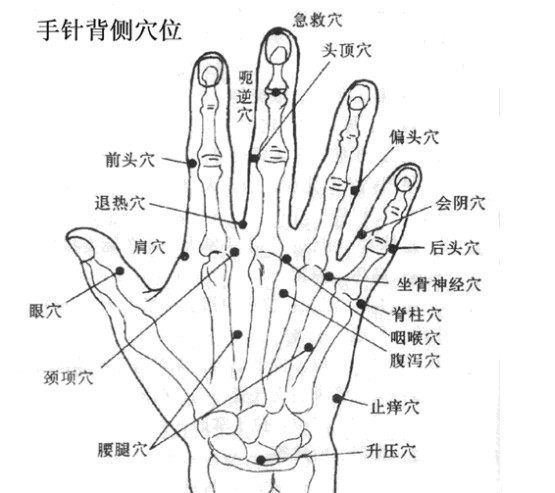 手针背侧穴位
急救穴
头顶穴
呃逆穴
偏头穴
前头穴
退热穴
会阴穴
肩穴
后头穴
坐骨神经穴
眼穴
脊柱穴
咽喉穴
腹泻穴
颈项穴
止痒穴
腰腿穴
升压穴